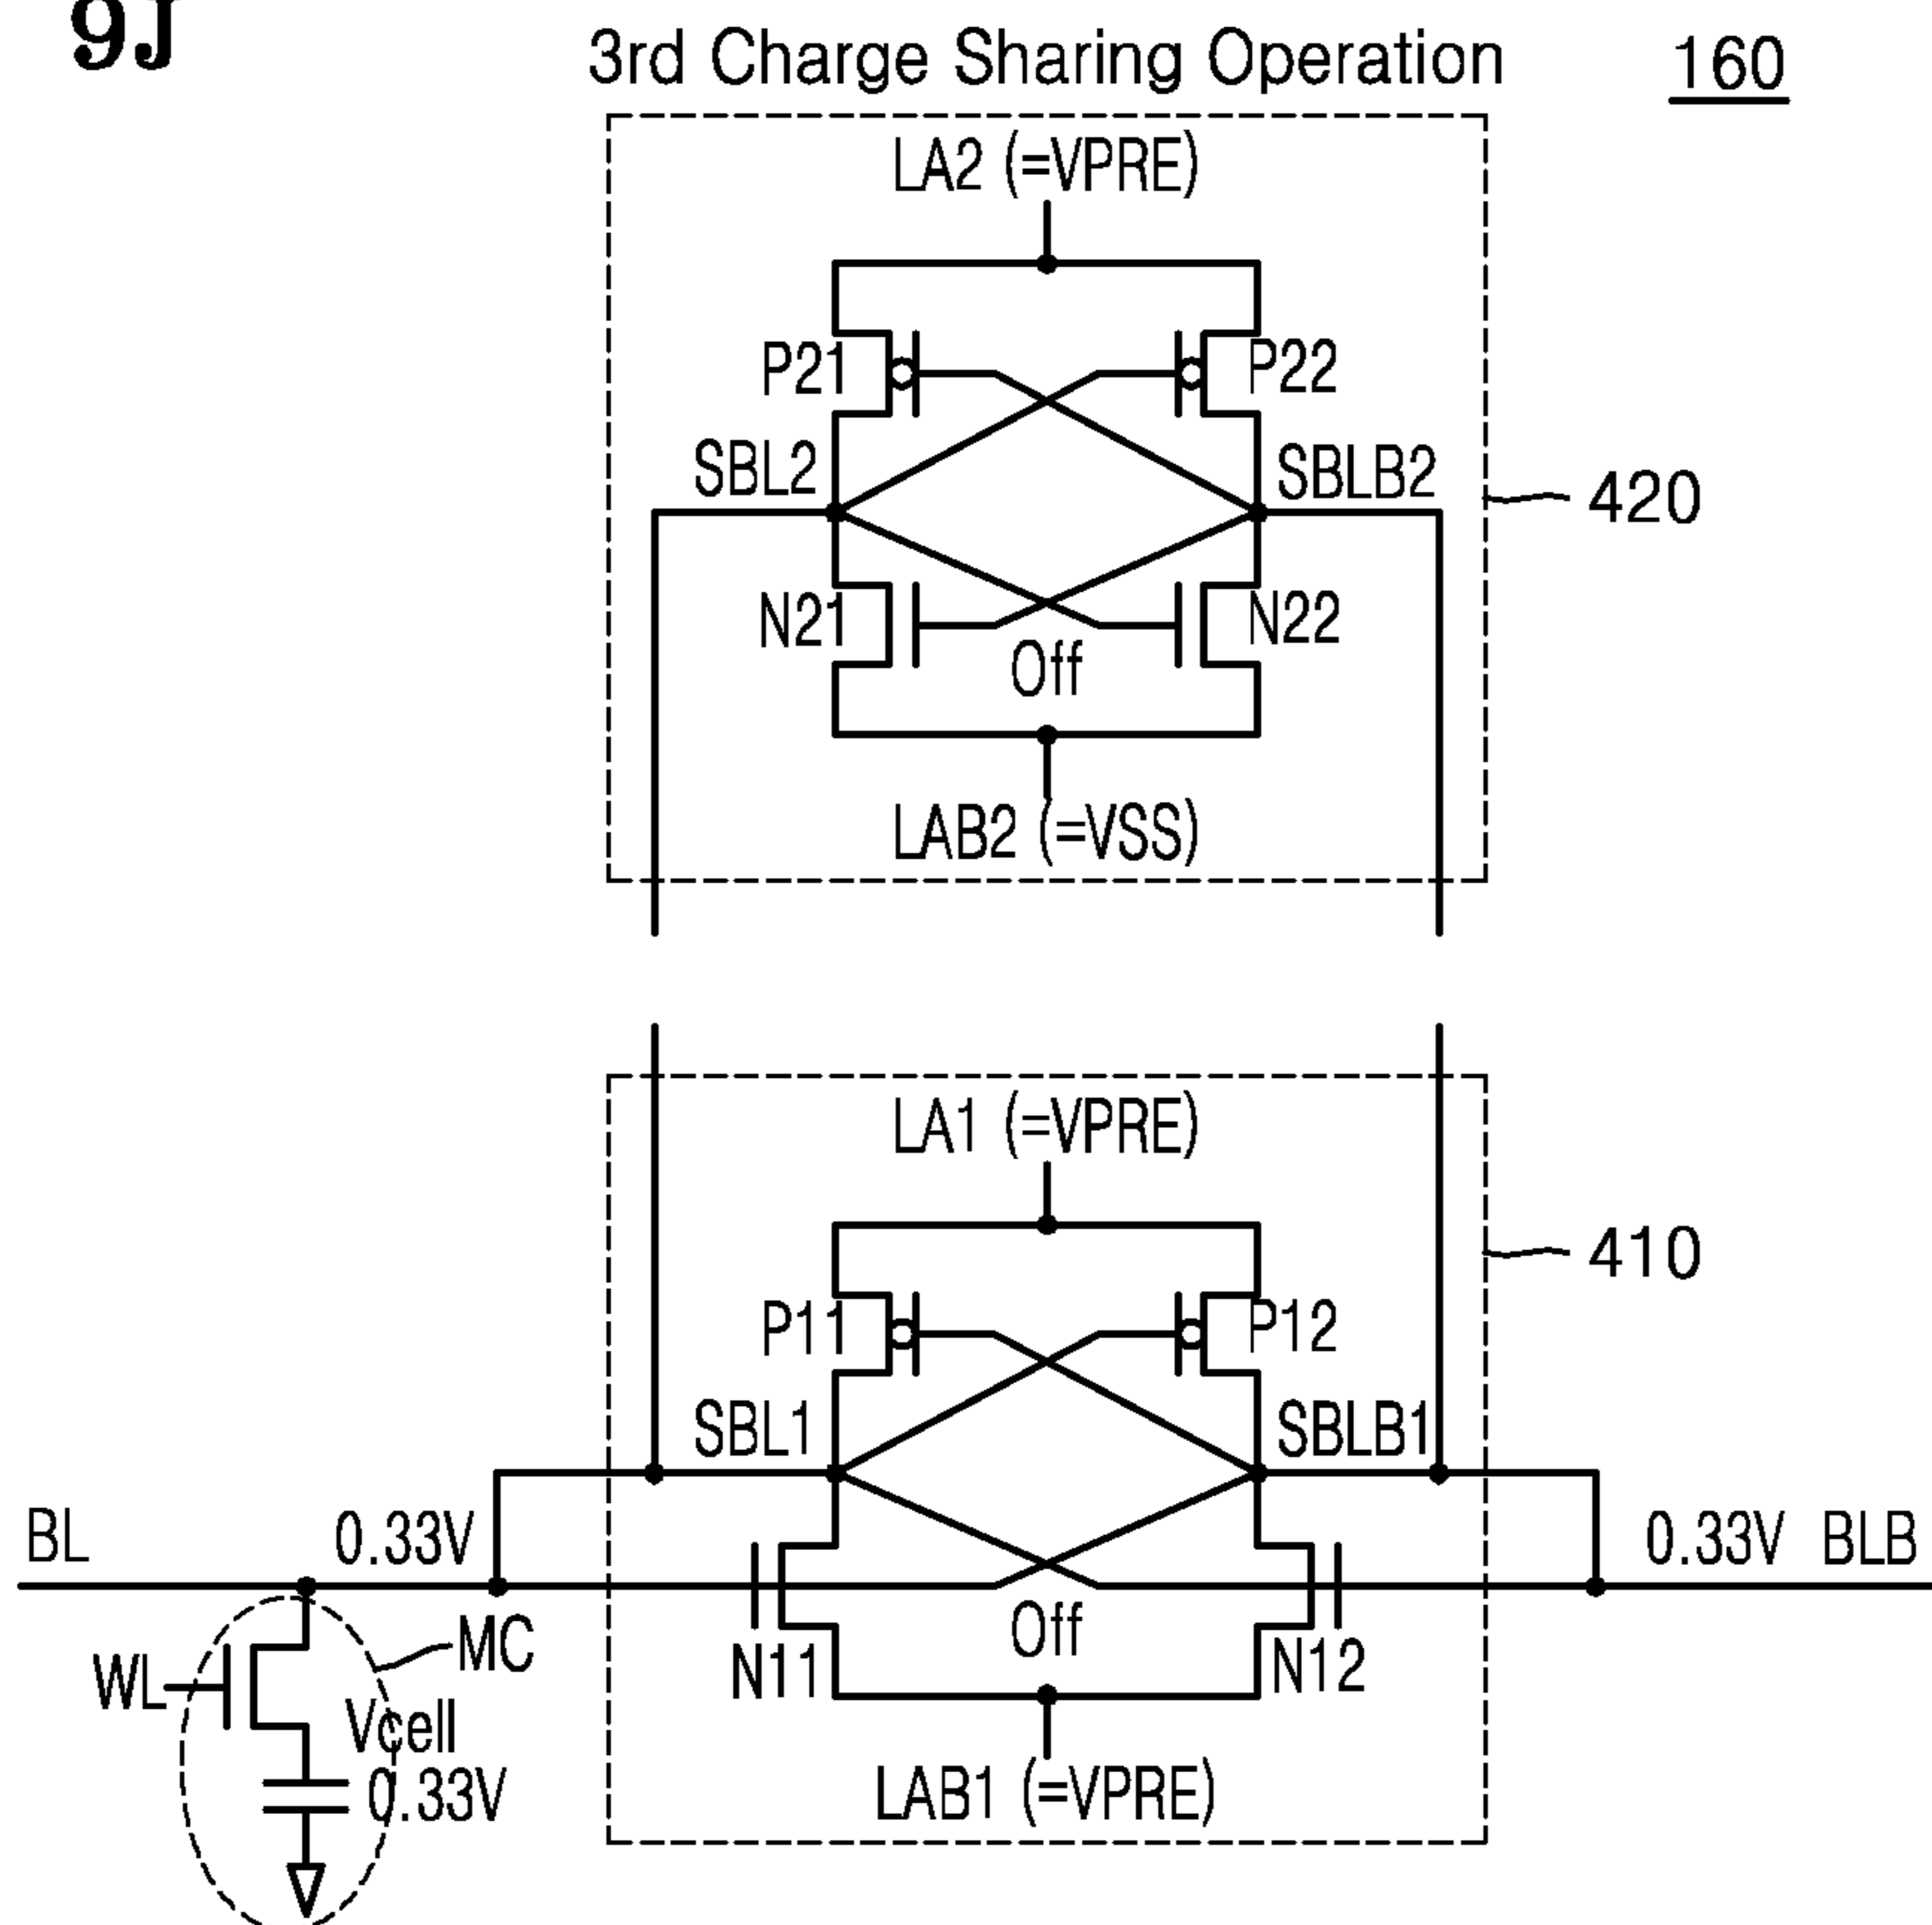 9J
3rd Charge Sharing Operation
160
LA2 (=VPRE)
P21
P22
SBL2
SBLB2
420
N21
N22
Off
LAB2 (=VSS)
LA1 (=VPRE)
410
P11
P12
SBL1
SBLB1
BL
0.33V
0.33V BLB
Off
MC
N11
N12
WL
Vcell
0.33V
LAB1 (=VPRE)